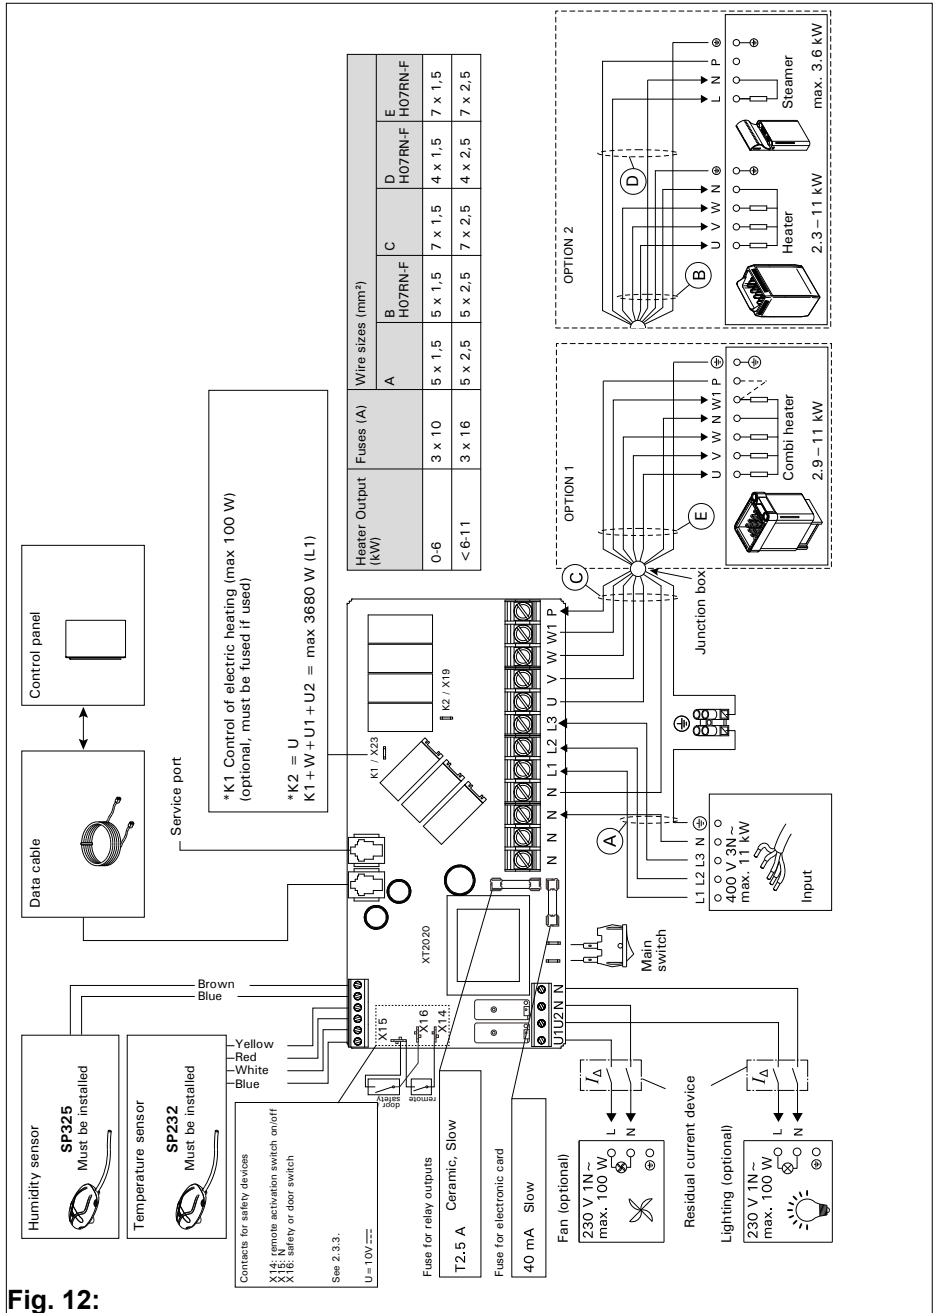 Humidity sensor
SP325
Must be installed
Temperature sensor
SP232
Must be installed
Data cable
Control panel
Service port
Brown
Blue
Yellow
Red
White
Blue
Contacts for safety devices
X14: remote activation switch on/off
X15: N
X16: safety or door switch
See 2.3.3.
U=10V
door
safety
remote
X15
X16
X14
XT2020
K1 / X23
K2 / X19
*K1 Control of electric heating (max 100 W)
(optional, must be fused if used)
*K2 = U
K1+W+U1+U2 = max 3680 W (L1)
Heater Output (kW)
Fuses (A)
Wire sizes (mm²)
A
B H07RN-F
C
D H07RN-F
E H07RN-F
0-6
3 x 10
5 x 1,5
5 x 1,5
7 x 1,5
4 x 1,5
7 x 1,5
<6-11
3 x 16
5 x 2,5
5 x 2,5
7 x 2,5
4 x 2,5
7 x 2,5
Fuse for relay outputs
T2.5 A Ceramic, Slow
Fuse for electronic card
40 mA Slow
U1 U2 N N
N N N N L1 L2 L3 U V W W1 P
Main
switch
A
L1 L2 L3 N
400 V 3N~
max. 11 kW
Input
C
Junction box
E
OPTION 1
U V W N W1 P
Combi heater
2.9–11 kW
OPTION 2
B
D
U V W N
Heater
2.3–11 kW
L N P
Steamer
max. 3.6 kW
Fan (optional)
230 V 1N~
max. 100 W
L
N
I∆
Residual current device
Lighting (optional)
230 V 1N~
max. 100 W
L
N
I∆
Fig. 12: